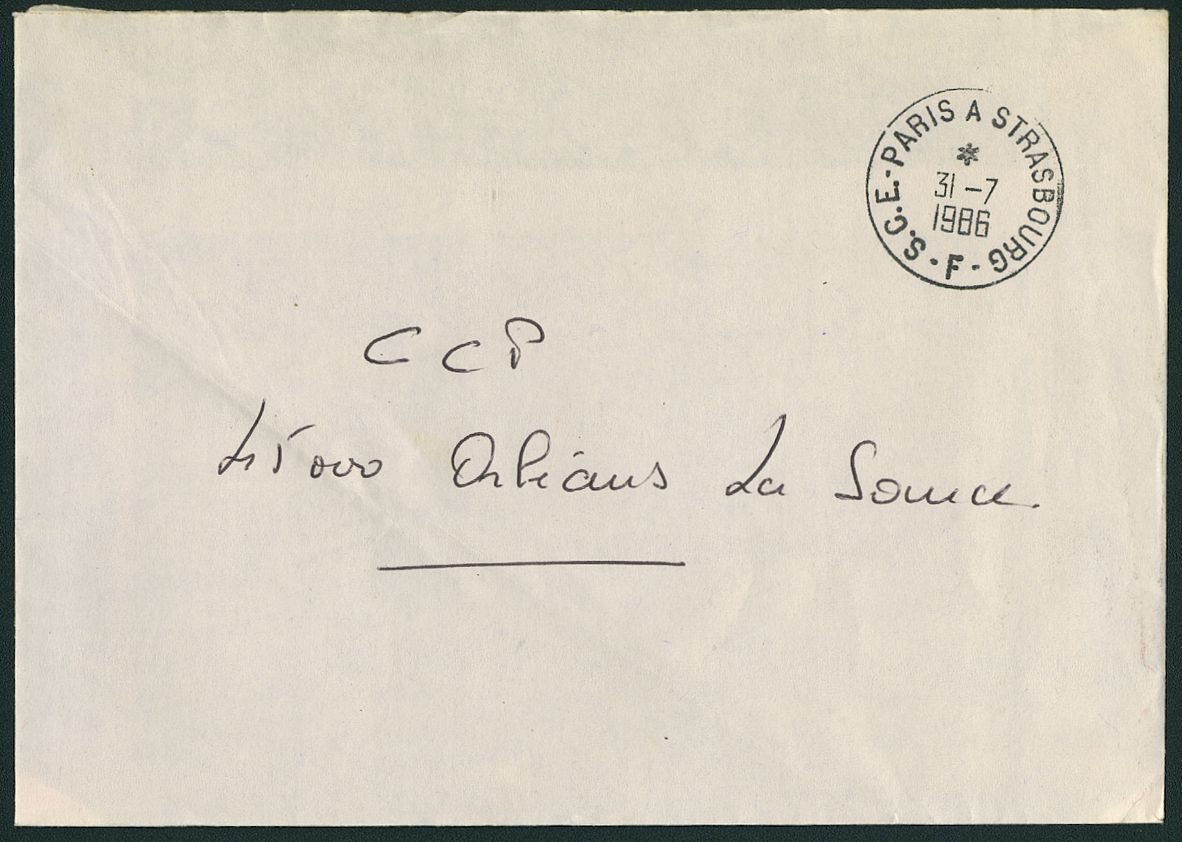 S.C.E.-PARIS A STRASBOURG - F -
*
31-7
1986
CCP
45000 Orléans La Source